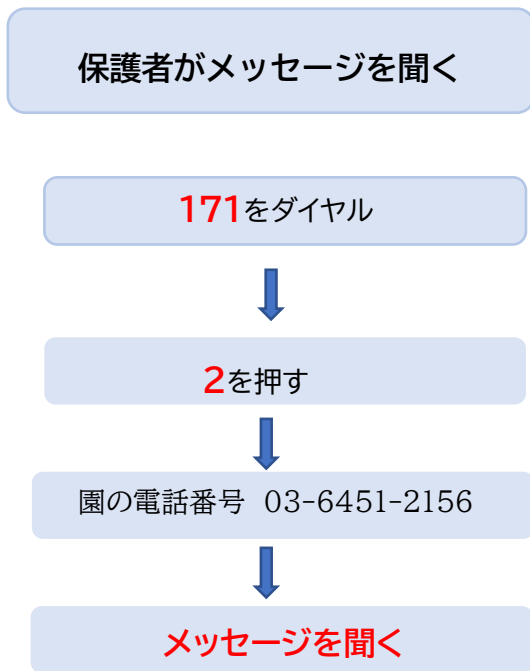 保護者がメッセージを聞く
171をダイヤル
2を押す
園の電話番号 03-6451-2156
メッセージを聞く